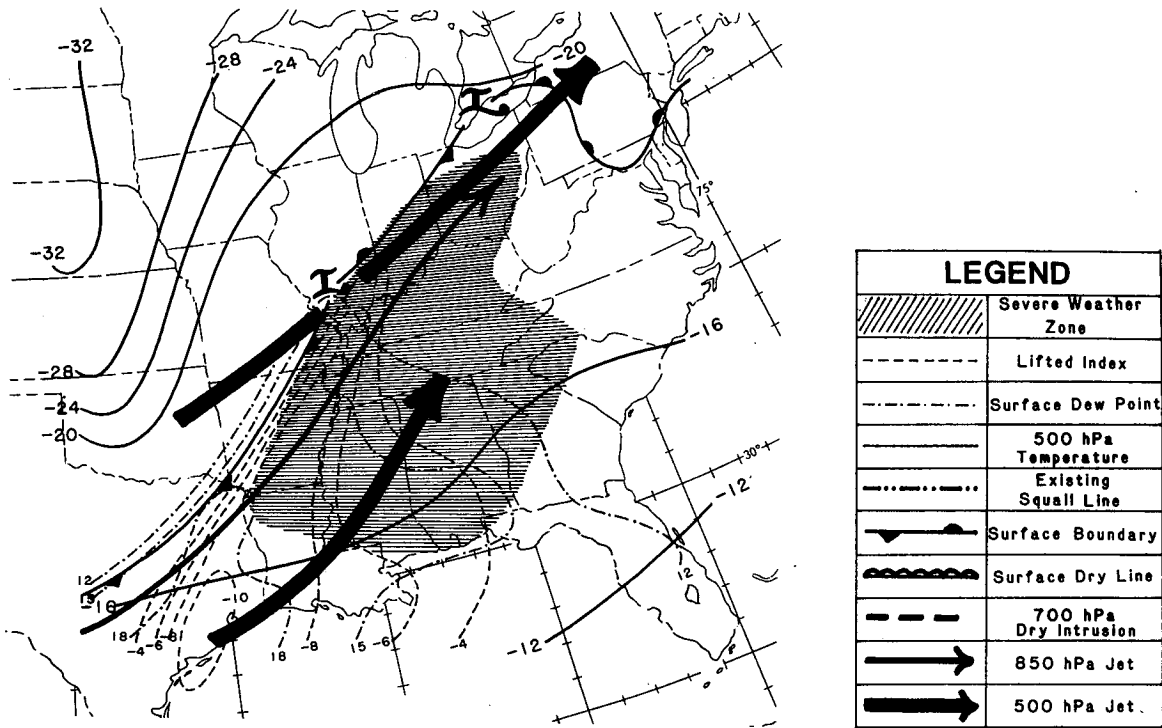 -32
-28
-24
-20
L
L
75°
-32
-16
-28
-24
-20
30°
-12
12
-16
-10
12
18
-4
-6
-8
18
-8
15
-6
-4
-12
LEGEND
Severe Weather
Zone
Lifted Index
Surface Dew Point
500 hPa
Temperature
Existing
Squall Line
Surface Boundary
Surface Dry Line
700 hPa
Dry Intrusion
850 hPa Jet
500 hPa Jet